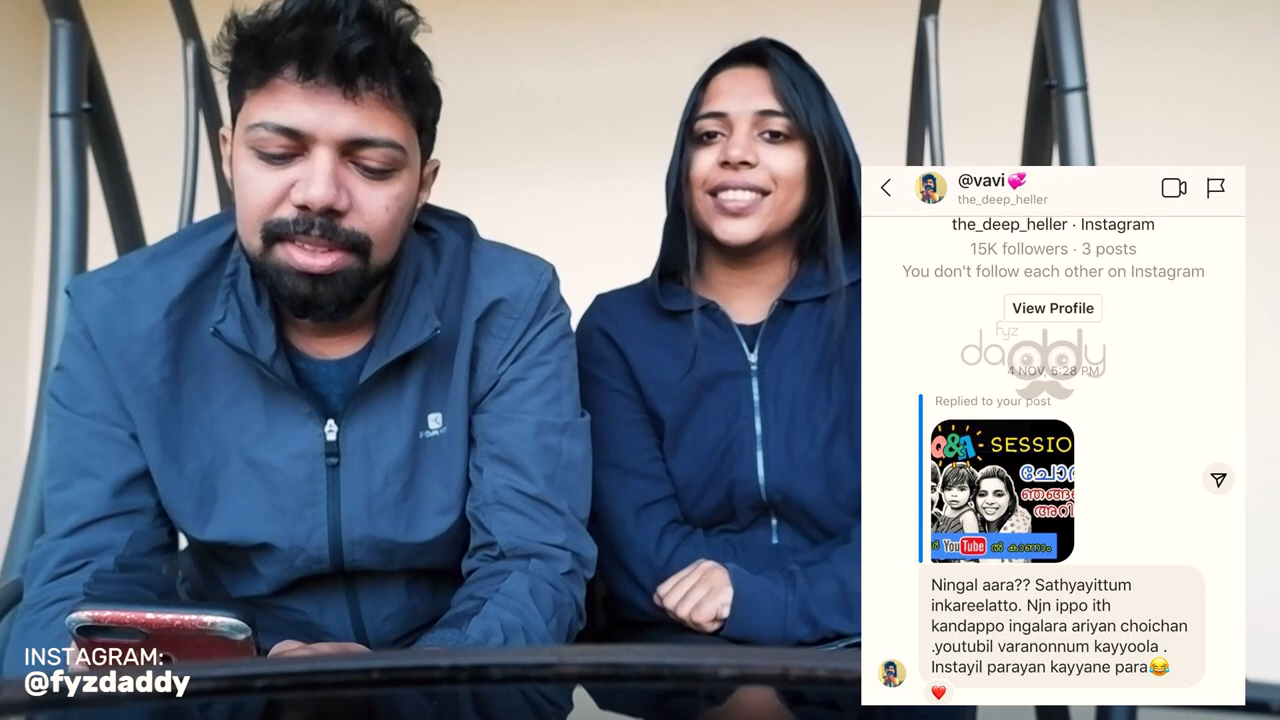 @vavi💞
the_deep_heller
the_deep_heller · Instagram
15K followers · 3 posts
You don't follow each other on Instagram
View Profile
fyz
daddy
4 NOV, 5:28 PM
Replied to your post
Q&A SESSIO
ചോദ
ഞങ്ങ
അറി
YouTube ൽ കാണാം
Ningal aara?? Sathyayittum
inkareelatto. Njn ippo ith
kandappo ingalara ariyan choichan
.youtubil varanonnum kayyoola .
Instayil parayan kayyane para😂
❤️
INSTAGRAM:
@fyzdaddy